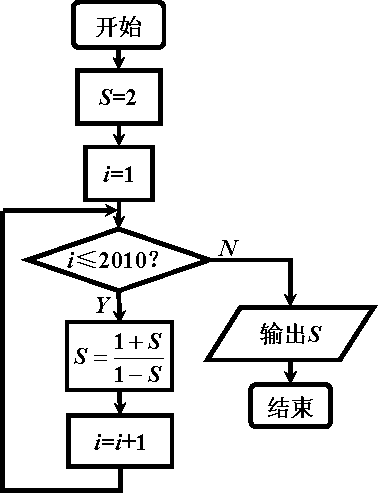 开始
S=2
i=1
i≤2010?
N
Y
S = (1+S)/(1−S)
输出S
i=i+1
结束